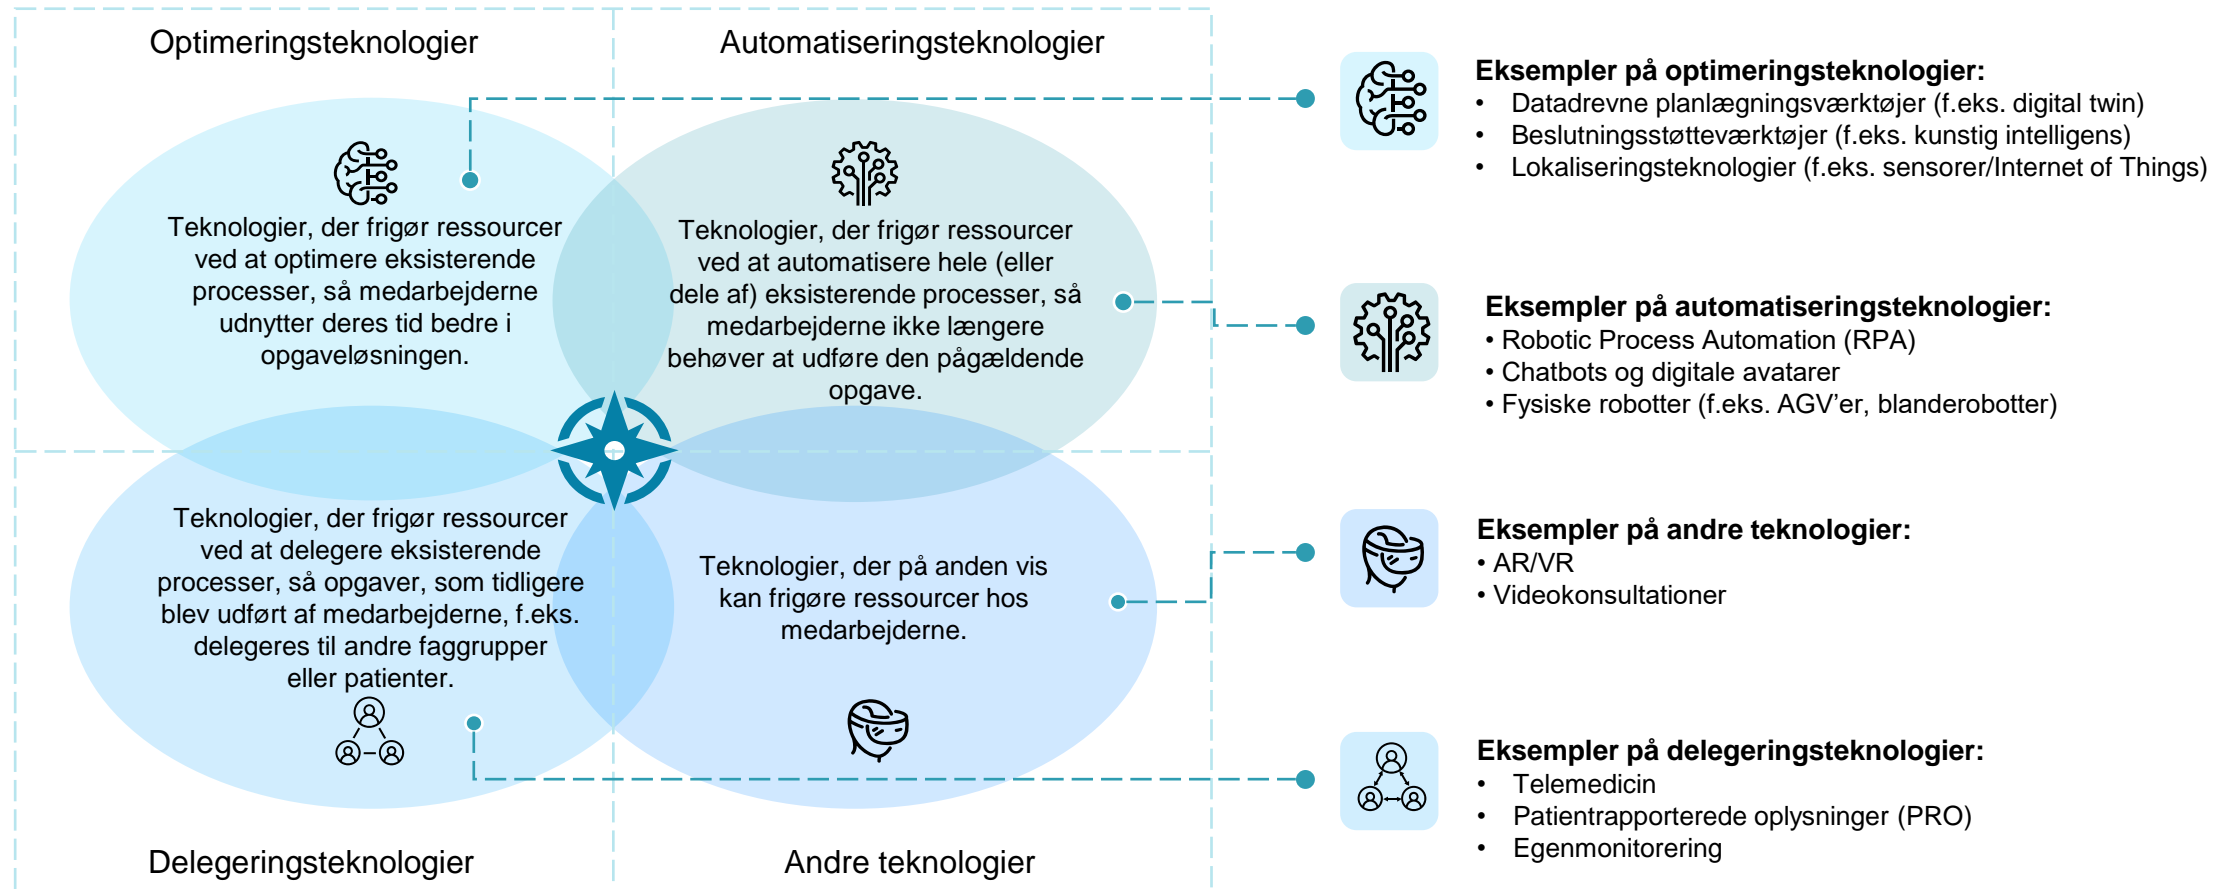 Optimeringsteknologier
Automatiseringsteknologier
Teknologier, der frigør ressourcer
ved at optimere eksisterende
processer, så medarbejderne
udnytter deres tid bedre i
opgaveløsningen.
Teknologier, der frigør ressourcer
ved at automatisere hele (eller
dele af) eksisterende processer, så
medarbejderne ikke længere
behøver at udføre den pågældende
opgave.
Teknologier, der frigør ressourcer
ved at delegere eksisterende
processer, så opgaver, som tidligere
blev udført af medarbejderne, f.eks.
delegeres til andre faggrupper
eller patienter.
Teknologier, der på anden vis
kan frigøre ressourcer hos
medarbejderne.
Delegeringsteknologier
Andre teknologier
Eksempler på optimeringsteknologier:
• Datadrevne planlægningsværktøjer (f.eks. digital twin)
• Beslutningsstøtteværktøjer (f.eks. kunstig intelligens)
• Lokaliseringsteknologier (f.eks. sensorer/Internet of Things)
Eksempler på automatiseringsteknologier:
• Robotic Process Automation (RPA)
• Chatbots og digitale avatarer
• Fysiske robotter (f.eks. AGV’er, blanderobotter)
Eksempler på andre teknologier:
• AR/VR
• Videokonsultationer
Eksempler på delegeringsteknologier:
• Telemedicin
• Patientrapporterede oplysninger (PRO)
• Egenmonitorering